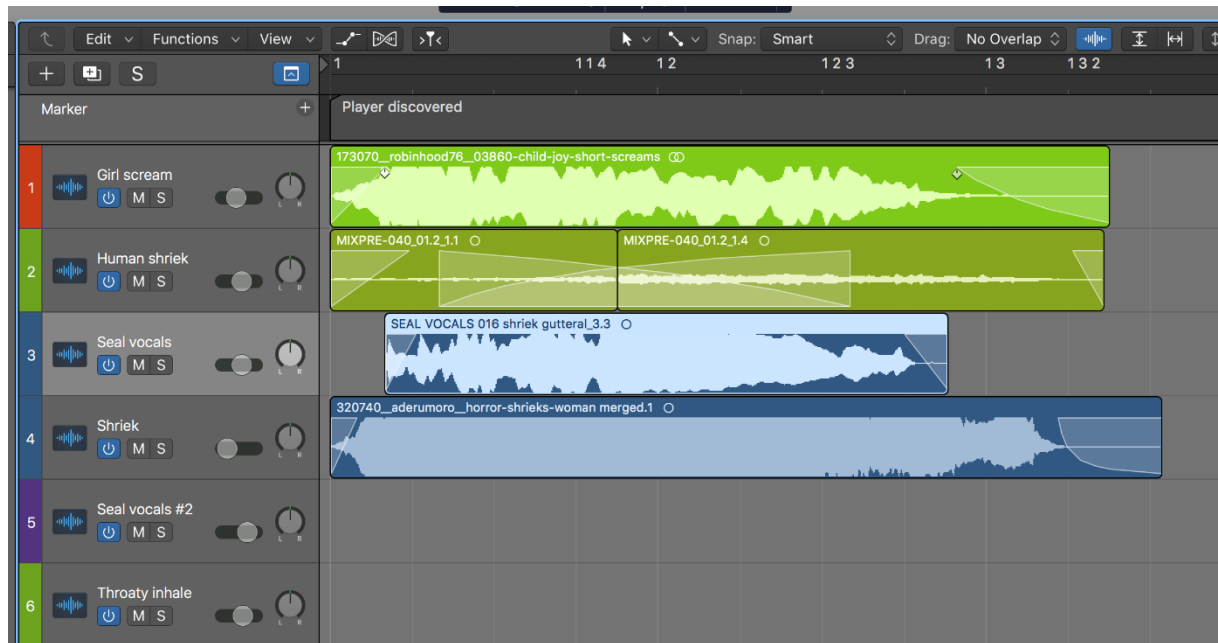 Edit Functions View Snap: Smart Drag: No Overlap
S 1 1 1 4 1 2 1 2 3 1 3 1 3 2
Marker Player discovered
173070__robinhood76__03860-child-joy-short-screams
1 Girl scream
M S
L R
MIXPRE-040_01.2_1.1 MIXPRE-040_01.2_1.4
2 Human shriek
M S
L R
SEAL VOCALS 016 shriek gutteral_3.3
3 Seal vocals
M S
L R
320740__aderumoro__horror-shrieks-woman merged.1
4 Shriek
M S
L R
5 Seal vocals #2
M S
L R
6 Throaty inhale
M S
L R